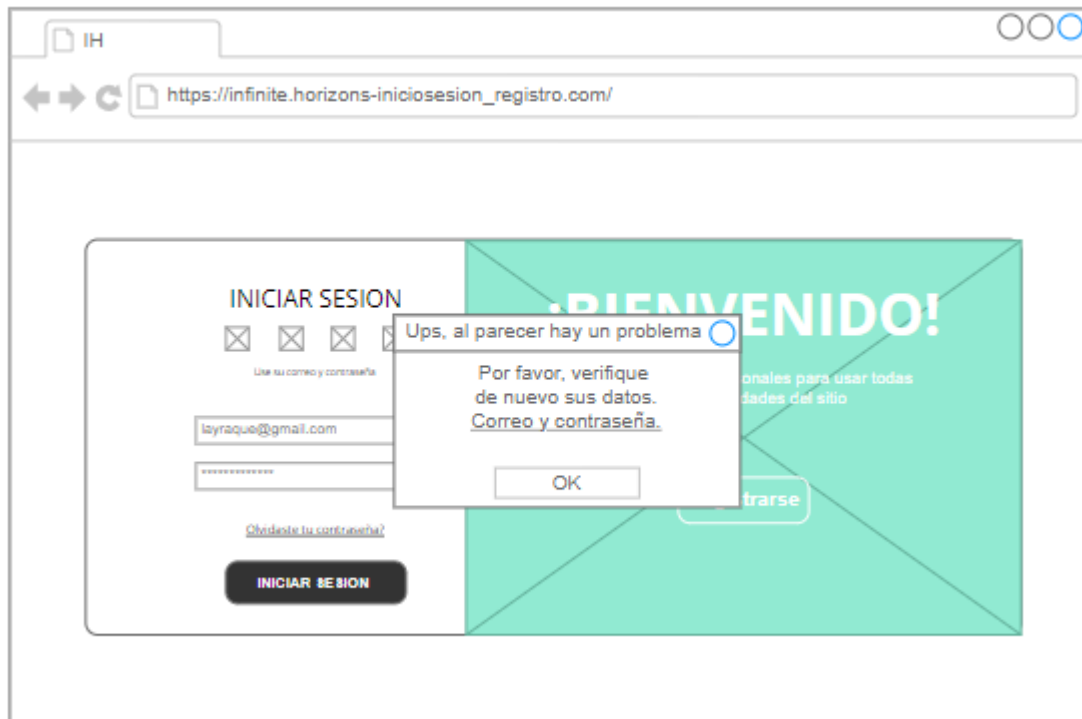 IH
https://infinite.horizons-iniciosesion_registro.com/
INICIAR SESION
Use su correo y contraseña
layraque@gmail.com
*************
Olvidaste tu contraseña?
INICIAR SESION
¡BIENVENIDO!
onales para usar todas
dades del sitio
trarse
Ups, al parecer hay un problema
Por favor, verifique
de nuevo sus datos.
Correo y contraseña.
OK